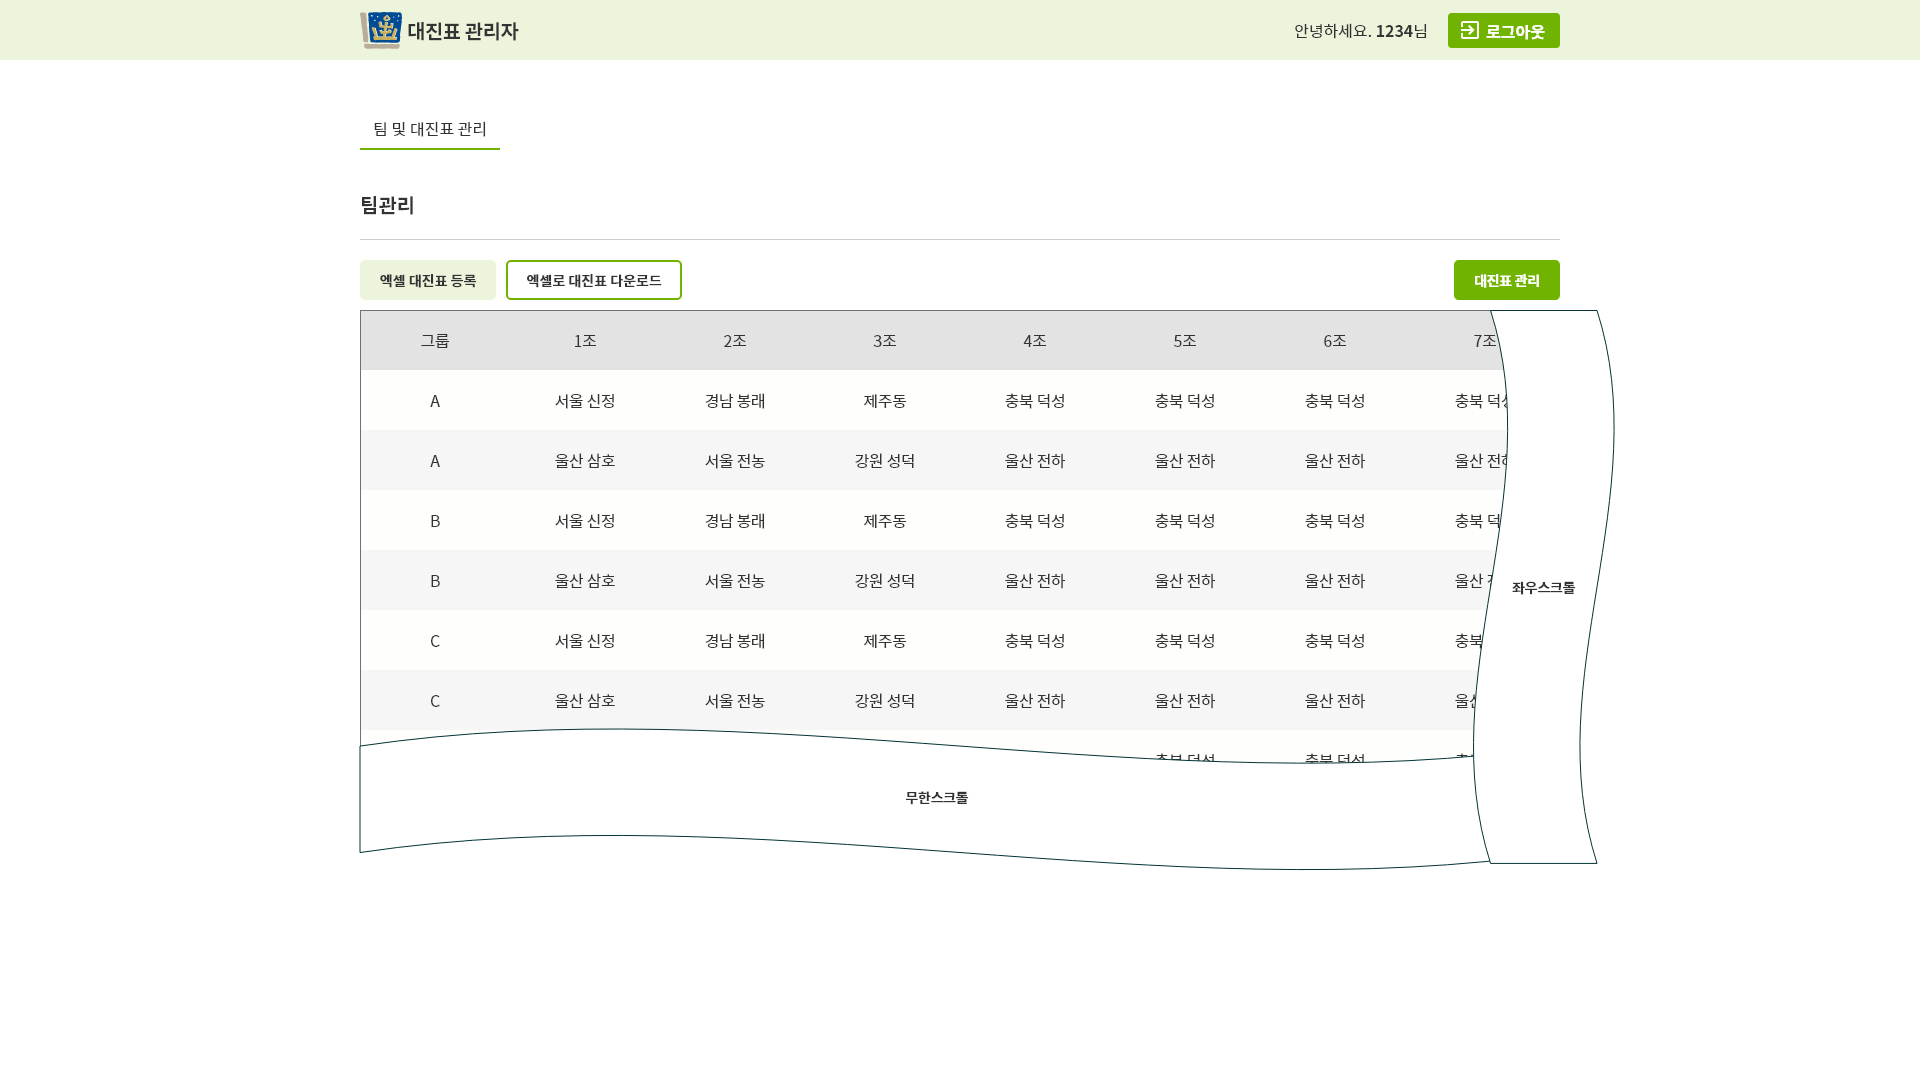 대진표 관리자
안녕하세요. 1234님
로그아웃
팀 및 대진표 관리
팀관리
엑셀 대진표 등록
엑셀로 대진표 다운로드
대진표 관리
그룹 1조 2조 3조 4조 5조 6조 7조
A 서울 신정 경남 봉래 제주동 충북 덕성 충북 덕성 충북 덕성 충북 덕성
A 울산 삼호 서울 전농 강원 성덕 울산 전하 울산 전하 울산 전하 울산 전하
B 서울 신정 경남 봉래 제주동 충북 덕성 충북 덕성 충북 덕성 충북 덕
B 울산 삼호 서울 전농 강원 성덕 울산 전하 울산 전하 울산 전하 울산
좌우스크롤
C 서울 신정 경남 봉래 제주동 충북 덕성 충북 덕성 충북 덕성 충북
C 울산 삼호 서울 전농 강원 성덕 울산 전하 울산 전하 울산 전하 울산
충북 덕성 충북 덕성
무한스크롤